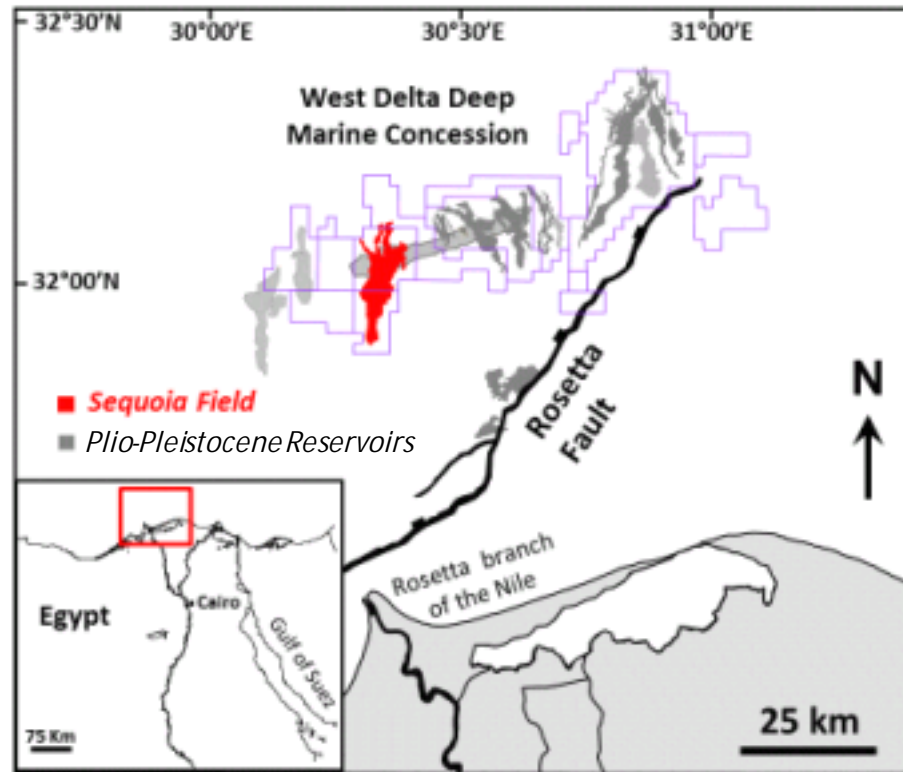 32°30'N
30°00'E
30°30'E
31°00'E
West Delta Deep
Marine Concession
32°00'N
Sequoia Field
Plio-Pleistocene Reservoirs
Rosetta
Fault
N
Rosetta branch
of the Nile
Egypt
Cairo
Gulf of Suez
75 Km
25 km